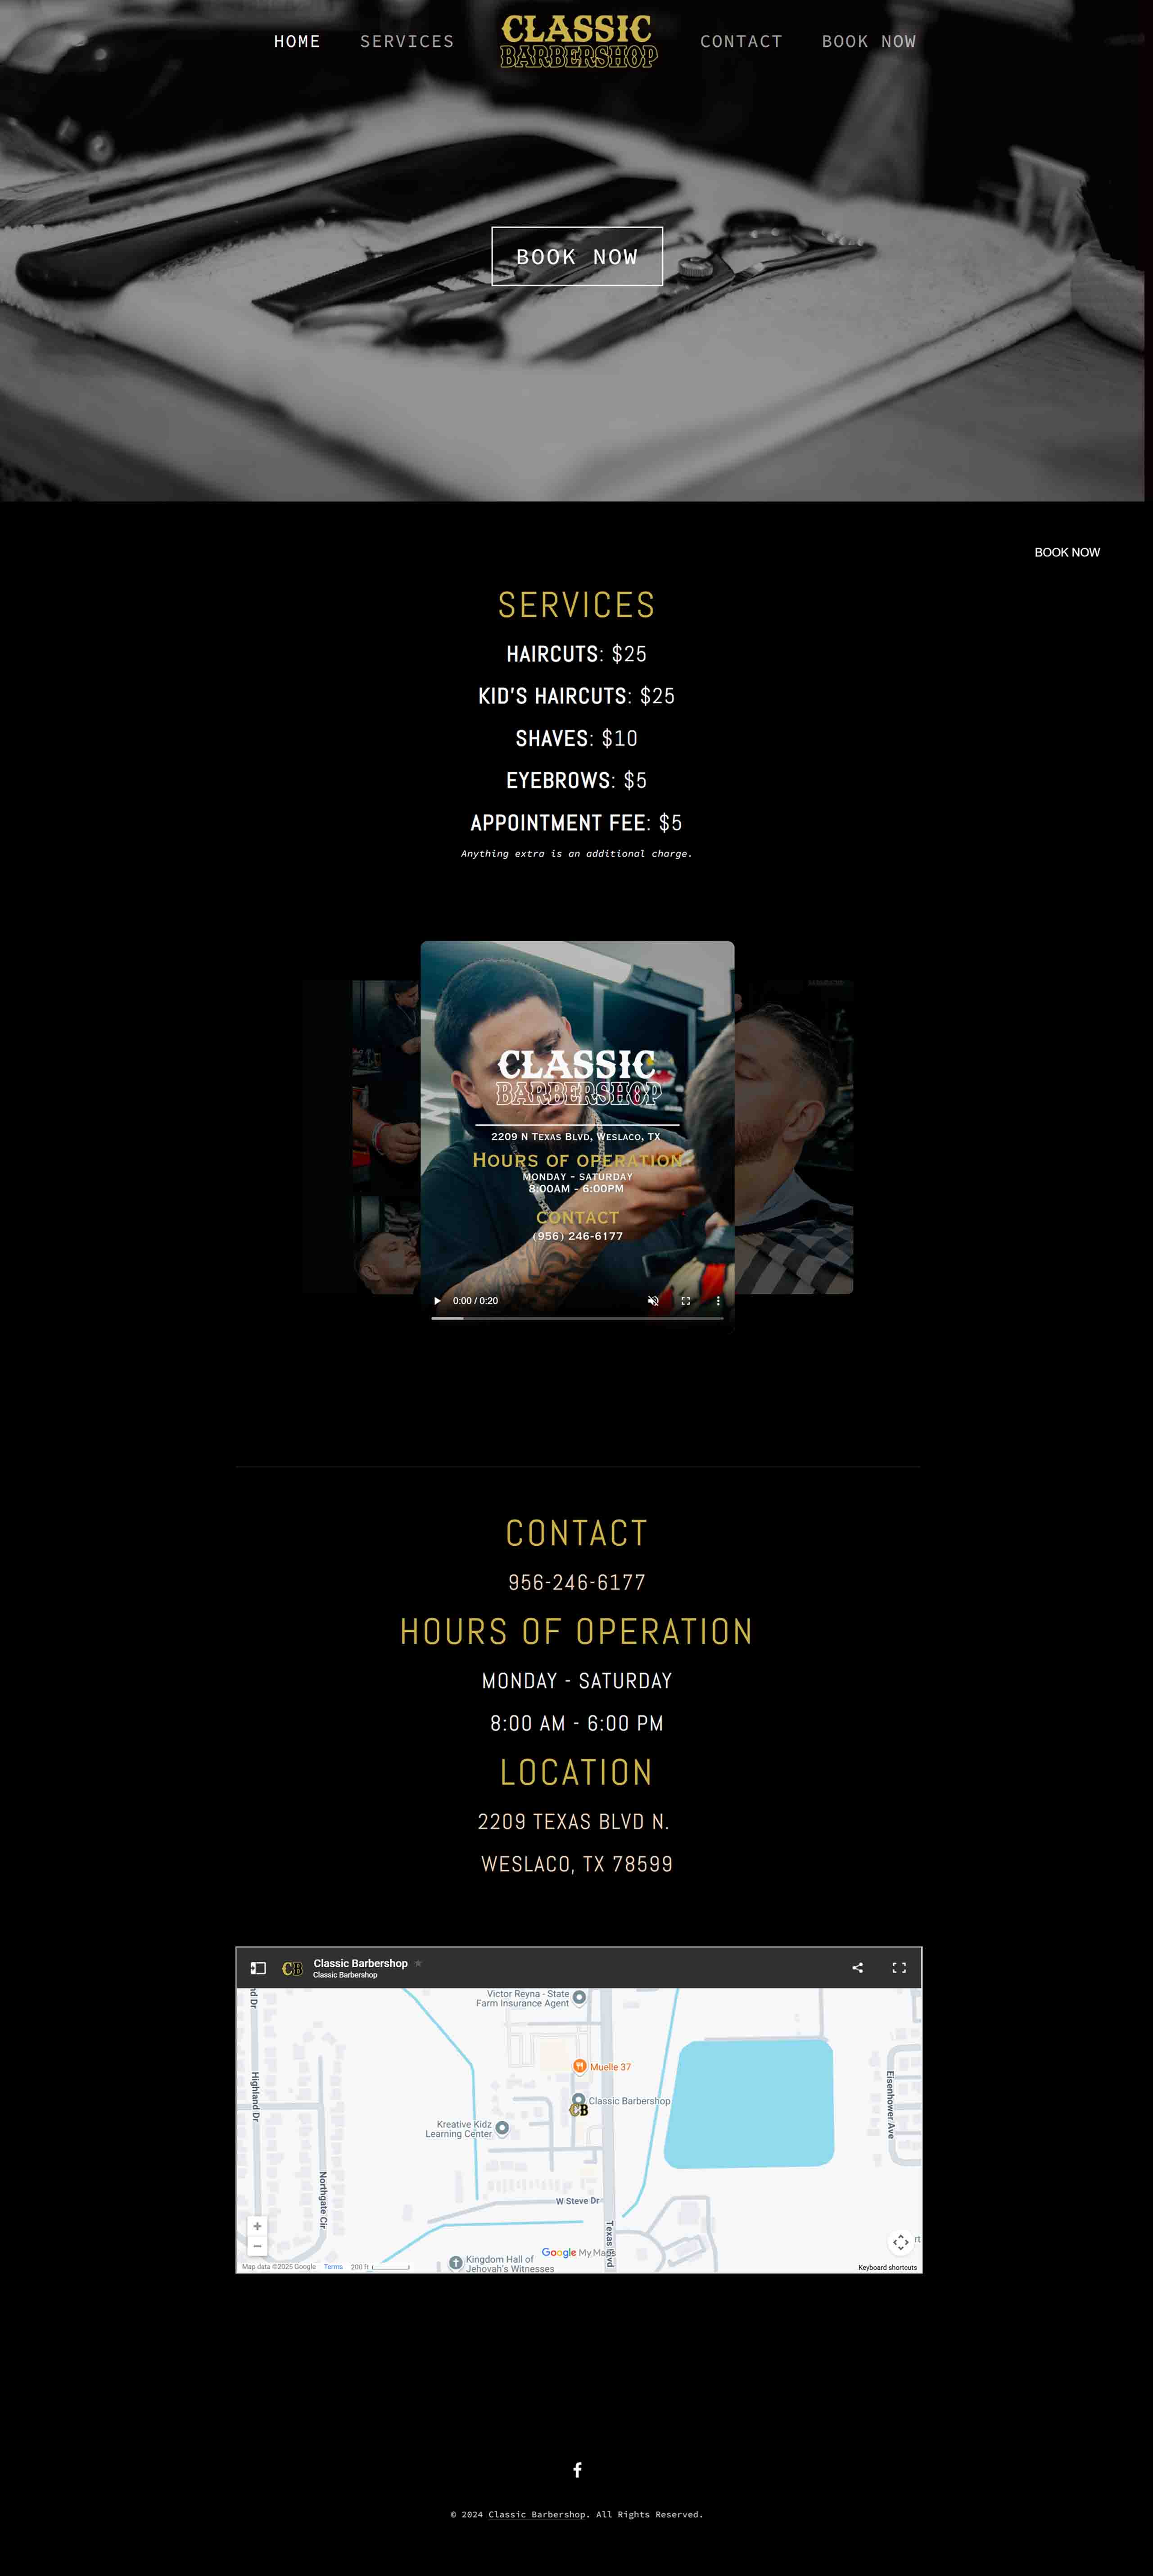 HOME
SERVICES
CLASSIC
BARBERSHOP
CONTACT
BOOK NOW
BOOK NOW
BOOK NOW
SERVICES
HAIRCUTS: $25
KID'S HAIRCUTS: $25
SHAVES: $10
EYEBROWS: $5
APPOINTMENT FEE: $5
Anything extra is an additional charge.
CLASSIC
BARBERSHOP
2209 N Texas Blvd, Weslaco, TX
Hours of operation
MONDAY - SATURDAY
8:00AM - 6:00PM
CONTACT
(956) 246-6177
0:00 / 0:20
CONTACT
956-246-6177
HOURS OF OPERATION
MONDAY - SATURDAY
8:00 AM - 6:00 PM
LOCATION
2209 TEXAS BLVD N.
WESLACO, TX 78599
CB
Classic Barbershop
Classic Barbershop
Victor Reyna - State
Farm Insurance Agent
Muelle 37
Classic Barbershop
CB
Kreative Kidz
Learning Center
Highland Dr
Northgate Cir
Eisenhower Ave
W Steve Dr
Texas Blvd
Google My Maps
Kingdom Hall of
Jehovah's Witnesses
Map data ©2025 Google
Terms
200 ft
Keyboard shortcuts
© 2024 Classic Barbershop. All Rights Reserved.